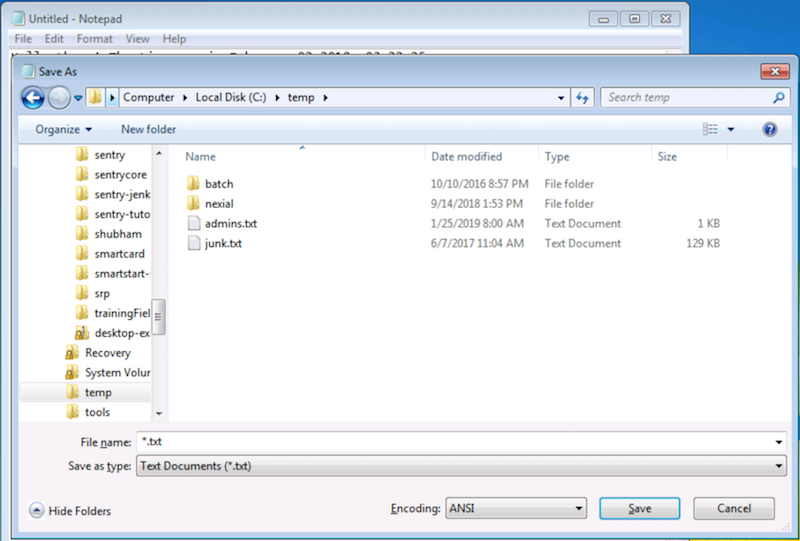 Untitled - Notepad
File Edit Format View Help
Save As
Computer Local Disk (C:) temp Search temp
Organize New folder
Name Date modified Type Size
sentry
sentrycore
sentry-jenk
sentry-tuto
shubham
smartcard
smartstart-
srp
trainingFiel
desktop-ex
Recovery
System Volur
temp
tools
batch 10/10/2016 8:57 PM File folder
nexial 9/14/2018 1:53 PM File folder
admins.txt 1/25/2019 8:00 AM Text Document 1 KB
junk.txt 6/7/2017 11:04 AM Text Document 129 KB
File name: *.txt
Save as type: Text Documents (*.txt)
Hide Folders Encoding: ANSI Save Cancel